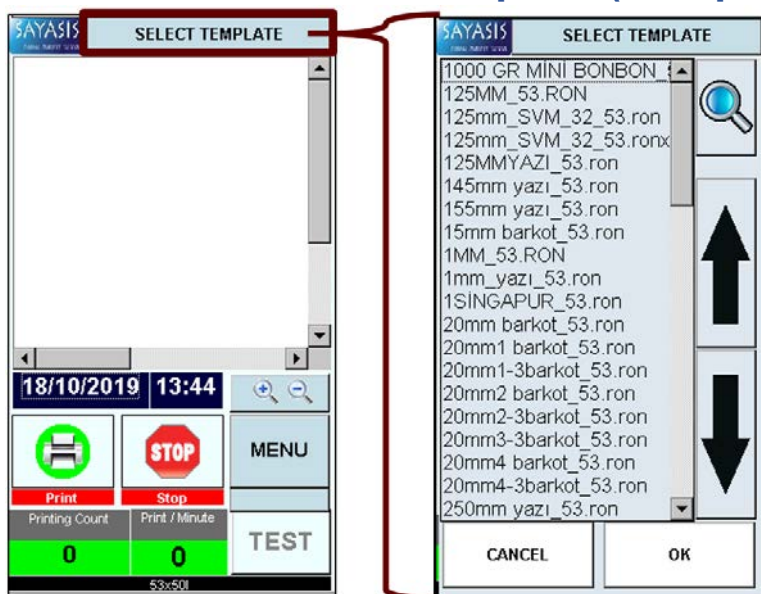 SAYASIS
SELECT TEMPLATE
18/10/2019 13:44
STOP
MENU
Print
Stop
Printing Count
Print / Minute
0
0
TEST
53x50I
SAYASIS
SELECT TEMPLATE
1000 GR MİNİ BONBON_
125MM_53.RON
125mm_SVM_32_53.ron
125mm_SVM_32_53.ronx
125MMYAZI_53.ron
145mm yazı_53.ron
155mm yazı_53.ron
15mm barkot_53.ron
1MM_53.RON
1mm_yazı_53.ron
1SİNGAPUR_53.ron
20mm barkot_53.ron
20mm1 barkot_53.ron
20mm1-3barkot_53.ron
20mm2 barkot_53.ron
20mm2-3barkot_53.ron
20mm3-3barkot_53.ron
20mm4 barkot_53.ron
20mm4-3barkot_53.ron
250mm yazı_53.ron
CANCEL
OK